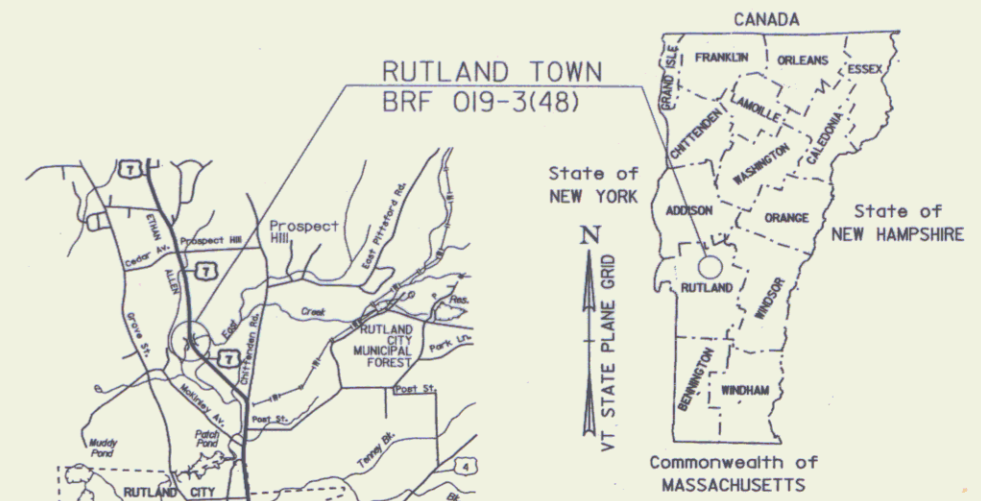 CANADA
RUTLAND TOWN
BRF 019-3(48)
GRAND ISLE
FRANKLIN
ORLEANS
ESSEX
LAMOILLE
CHITTENDEN
CALEDONIA
WASHINGTON
State of
NEW YORK
ADDISON
ORANGE
State of
NEW HAMPSHIRE
RUTLAND
WINDSOR
BENNINGTON
WINDHAM
Commonwealth of
MASSACHUSETTS
N
VT. STATE PLANE GRID
7
ETHAN
ALLEN
Prospect Hill
Prospect
Hill
Cedar Av.
7
East Pittsford Rd.
Grove St.
East
Creek
Chittenden Rd.
7
Res.
RUTLAND
CITY
MUNICIPAL
FOREST
Park Ln.
McKinley Av.
Post St.
Post St.
Muddy
Pond
Patch
Pond
Tenney Bk.
4
RUTLAND CITY
Bk.